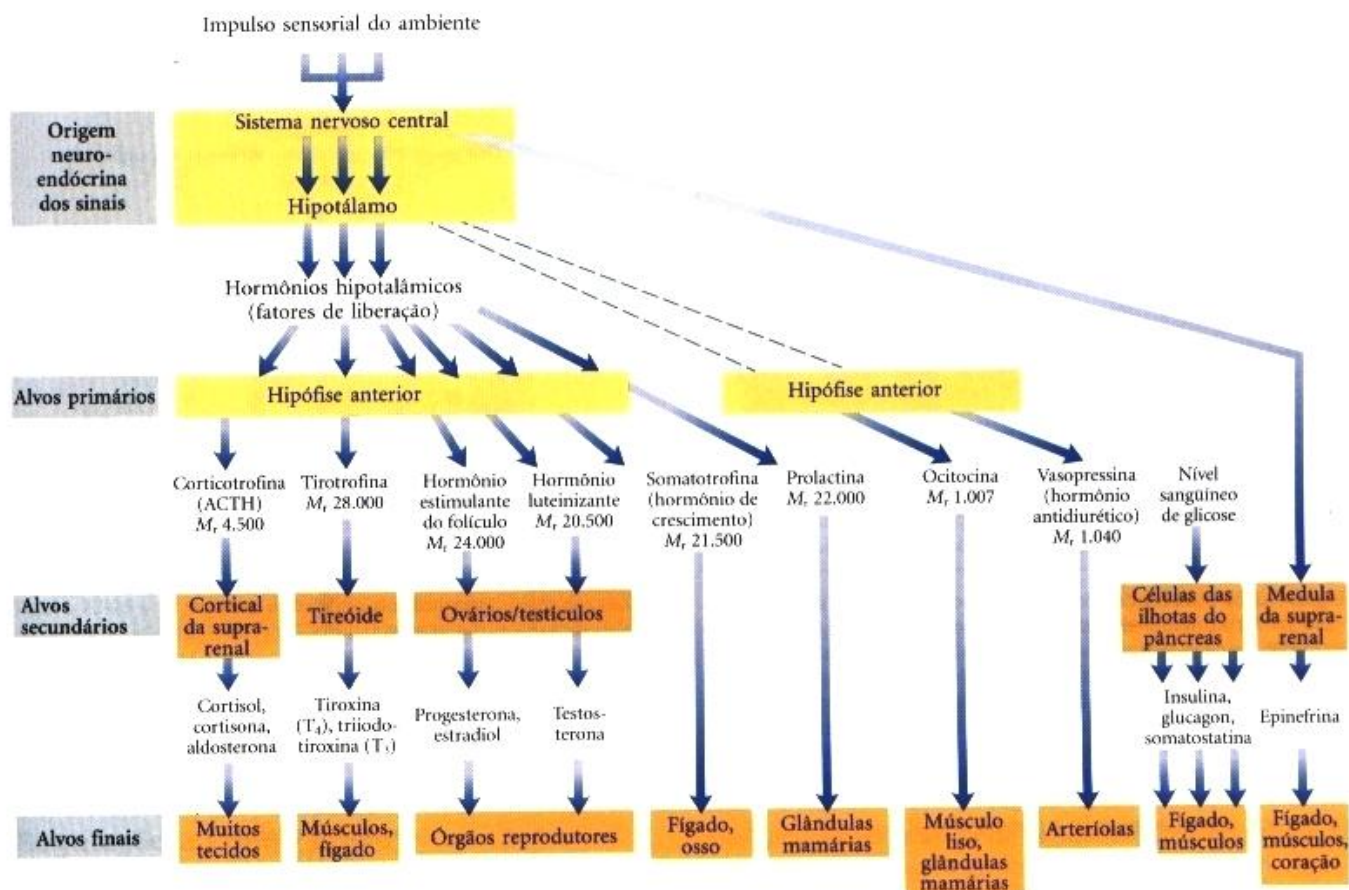 Impulso sensorial do ambiente
Origem
neuro-
endócrina
dos sinais
Sistema nervoso central
Hipotálamo
Hormônios hipotalâmicos
(fatores de liberação)
Alvos primários
Hipófise anterior
Hipófise anterior
Corticotrofina
(ACTH)
Mr 4.500
Tirotrofina
Mr 28.000
Hormônio
estimulante
do folículo
Mr 24.000
Hormônio
luteinizante
Mr 20.500
Somatotrofina
(hormônio de
crescimento)
Mr 21.500
Prolactina
Mr 22.000
Ocitocina
Mr 1.007
Vasopressina
(hormônio
antidiurético)
Mr 1.040
Nível
sangüíneo
de glicose
Alvos
secundários
Cortical
da supra-
renal
Tireóide
Ovários/testículos
Células das
ilhotas do
pâncreas
Medula
da supra-
renal
Cortisol,
cortisona,
aldosterona
Tiroxina
(T4), triiodo-
tiroxina (T3)
Progesterona,
estradiol
Testos-
terona
Insulina,
glucagon,
somatostatina
Epinefrina
Alvos finais
Muitos
tecidos
Músculos,
fígado
Órgãos reprodutores
Fígado,
osso
Glândulas
mamárias
Músculo
liso,
glândulas
mamárias
Arteríolas
Fígado,
músculos
Fígado,
músculos,
coração